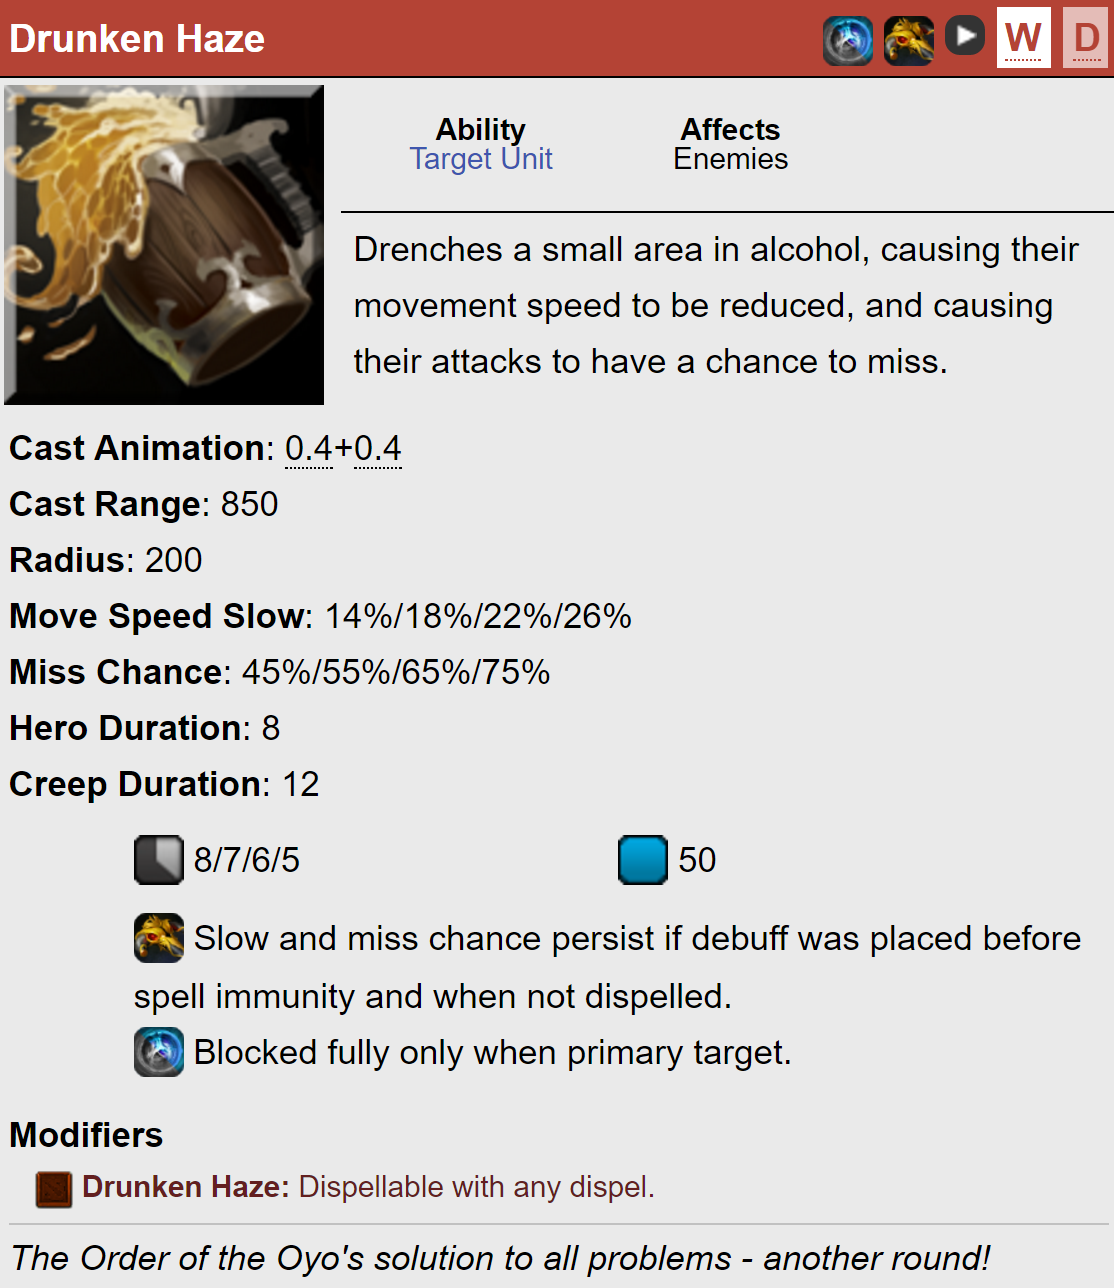 Drunken Haze
W D
Ability Affects
Target Unit Enemies
Drenches a small area in alcohol, causing their
movement speed to be reduced, and causing
their attacks to have a chance to miss.
Cast Animation: 0.4+0.4
Cast Range: 850
Radius: 200
Move Speed Slow: 14%/18%/22%/26%
Miss Chance: 45%/55%/65%/75%
Hero Duration: 8
Creep Duration: 12
8/7/6/5 50
Slow and miss chance persist if debuff was placed before
spell immunity and when not dispelled.
Blocked fully only when primary target.
Modifiers
Drunken Haze: Dispellable with any dispel.
The Order of the Oyo's solution to all problems - another round!